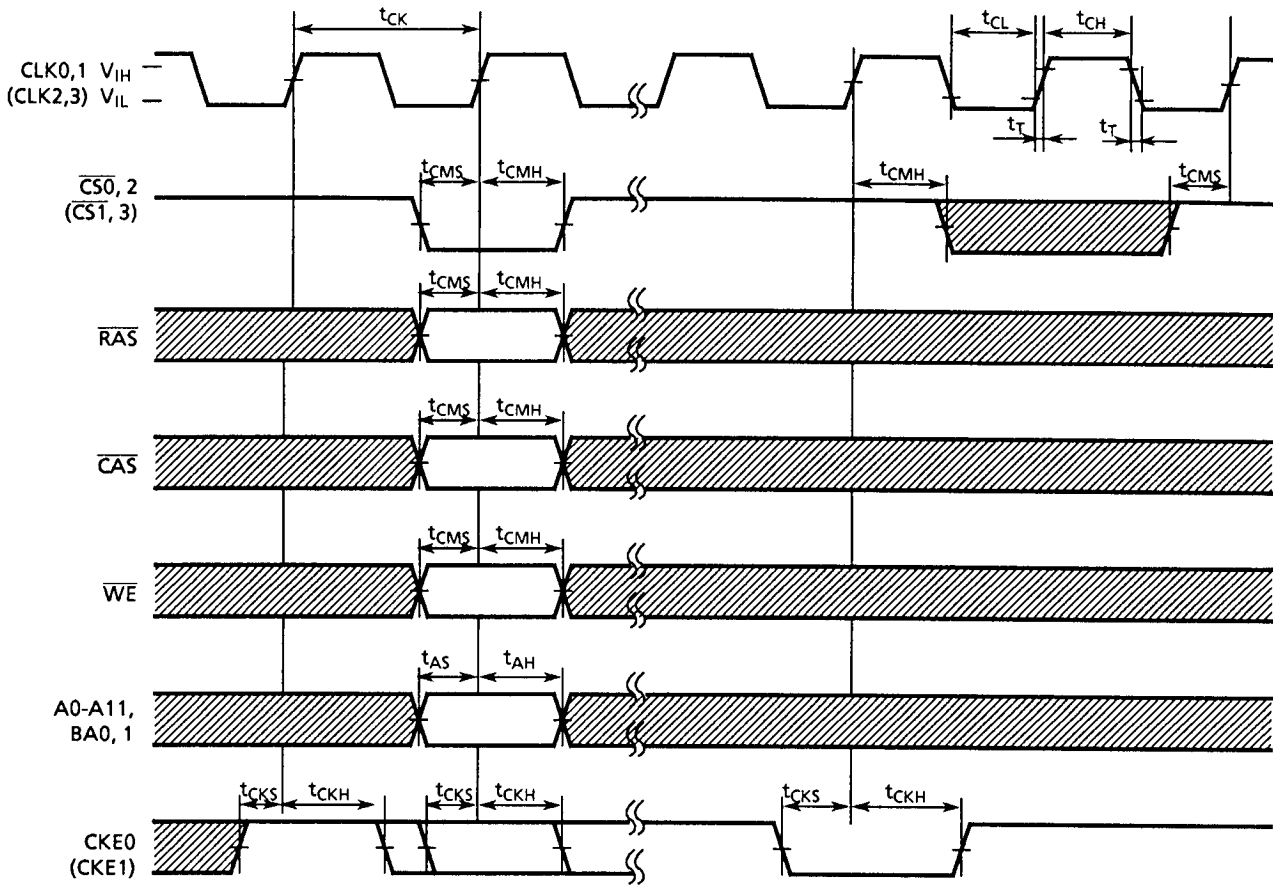 tCK
tCL
tCH
CLK0,1 VIH
(CLK2,3) VIL
tT
tT
tCMS
tCMH
tCMH
tCMS
CS0, 2
(CS1, 3)
tCMS
tCMH
RAS
tCMS
tCMH
CAS
tCMS
tCMH
WE
tAS
tAH
A0-A11,
BA0, 1
tCKS
tCKH
tCKS
tCKH
tCKS
tCKH
CKE0
(CKE1)